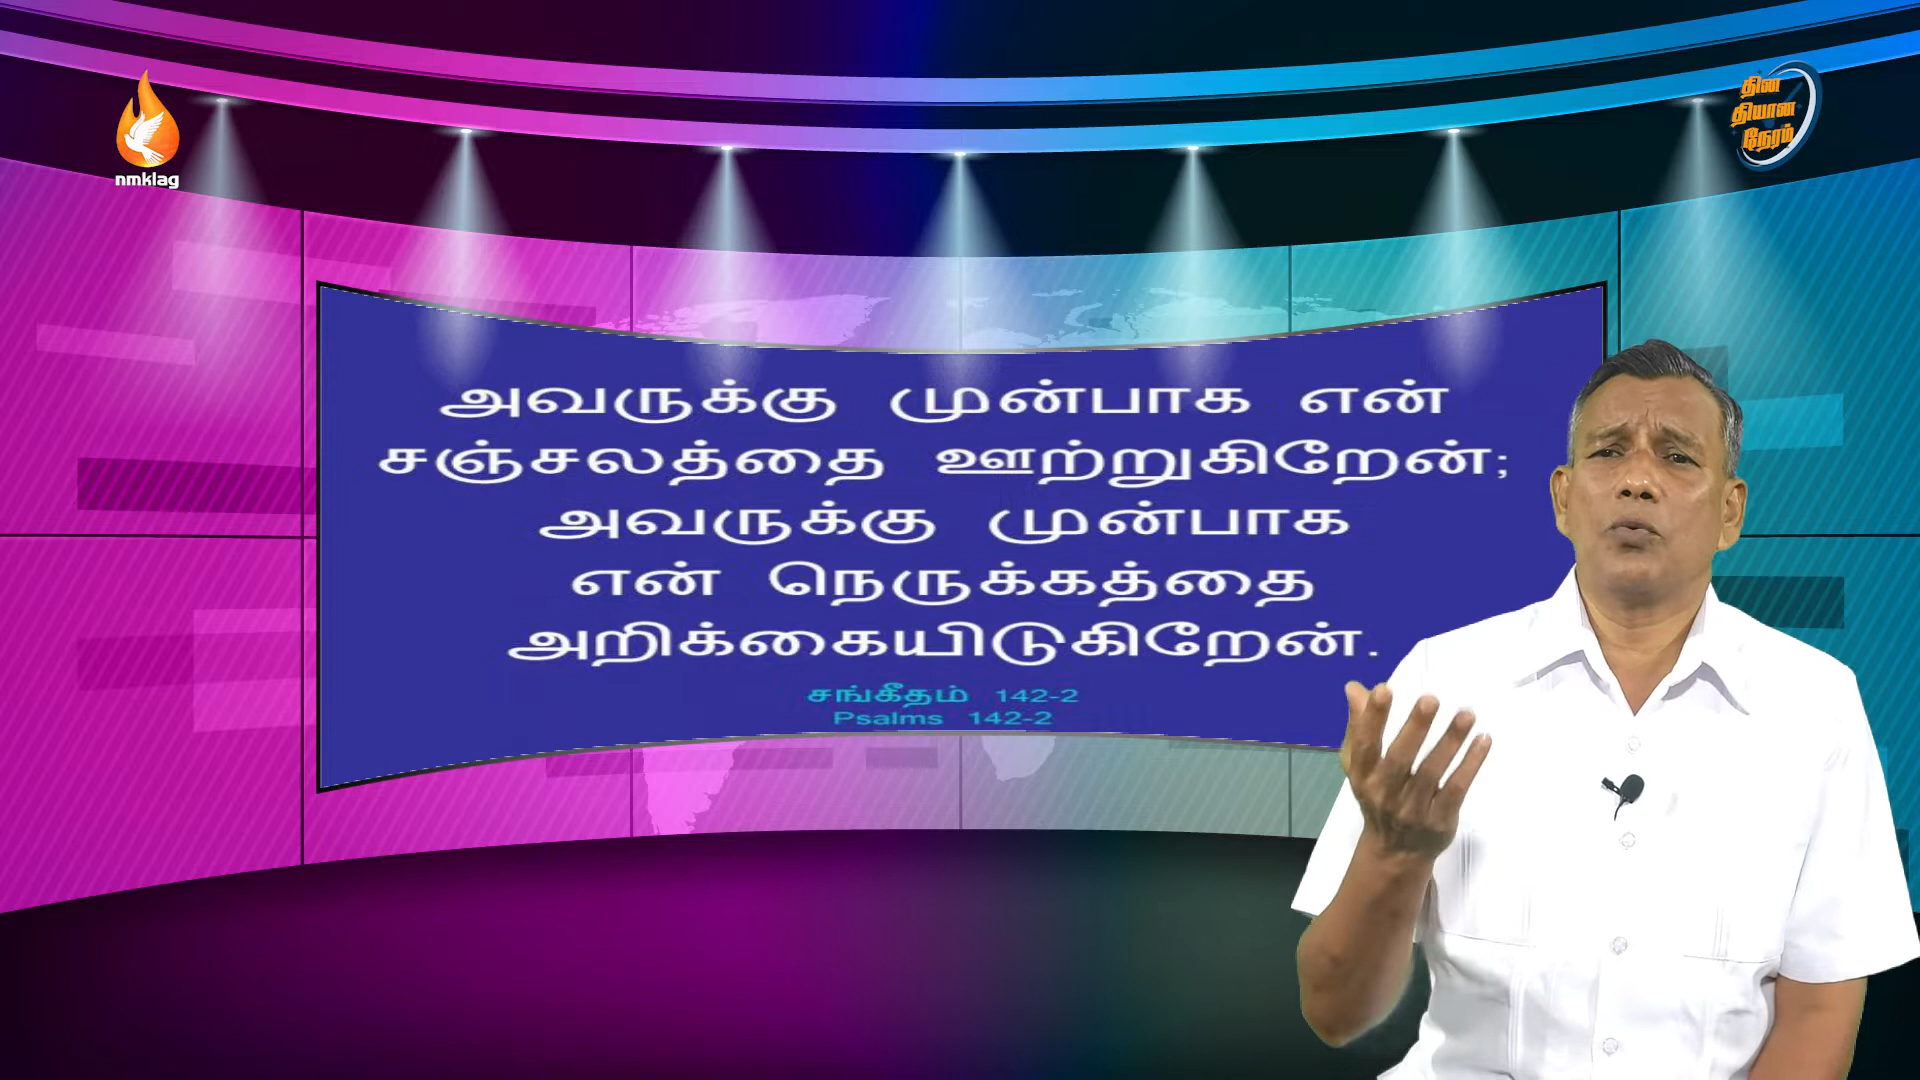 nmklag
தின
தியான
நேரம்
அவருக்கு முன்பாக என்
சஞ்சலத்தை ஊற்றுகிறேன்;
அவருக்கு முன்பாக
என் நெருக்கத்தை
அறிக்கையிடுகிறேன்.
சங்கீதம் 142-2
Psalms 142-2